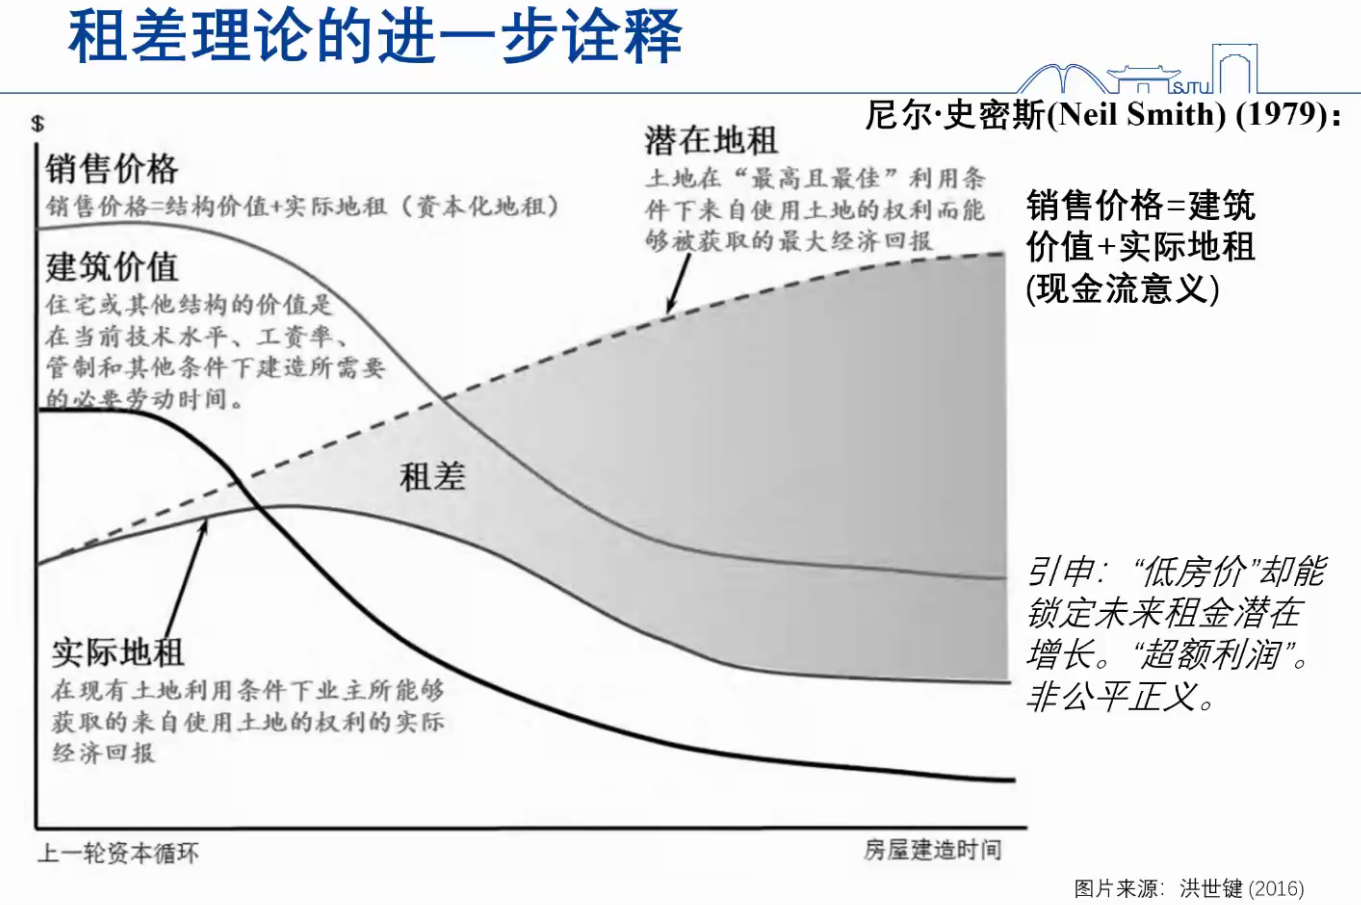 租差理论的进一步诠释
SJTU
尼尔·史密斯(Neil Smith) (1979)：
$
销售价格
销售价格=结构价值+实际地租（资本化地租）
建筑价值
住宅或其他结构的价值是
在当前技术水平、工资率、
管制和其他条件下建造所需要
的必要劳动时间。
潜在地租
土地在“最高且最佳”利用条
件下来自使用土地的权利而能
够被获取的最大经济回报
销售价格=建筑
价值+实际地租
(现金流意义)
租差
实际地租
在现有土地利用条件下业主所能够
获取的来自使用土地的权利的实际
经济回报
引申：“低房价”却能
锁定未来租金潜在
增长。“超额利润”。
非公平正义。
上一轮资本循环
房屋建造时间
图片来源：洪世键 (2016)